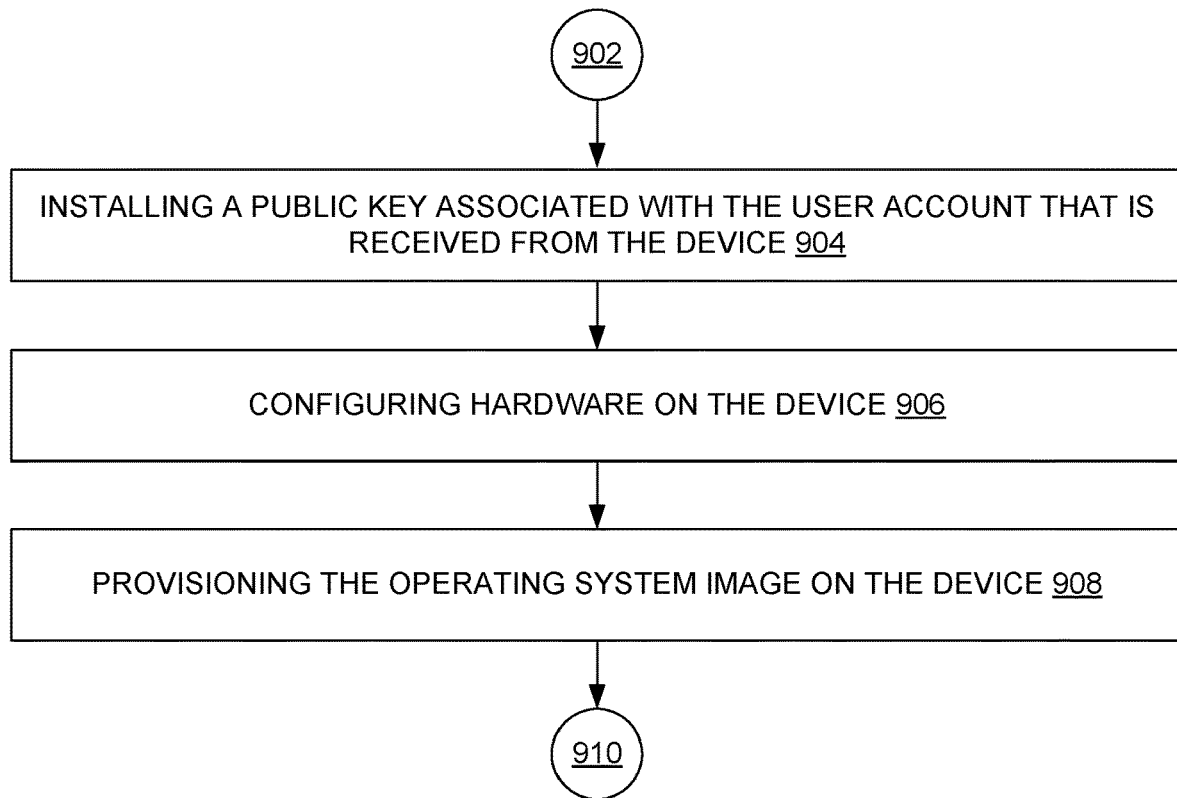 902
INSTALLING A PUBLIC KEY ASSOCIATED WITH THE USER ACCOUNT THAT IS
RECEIVED FROM THE DEVICE 904
CONFIGURING HARDWARE ON THE DEVICE 906
PROVISIONING THE OPERATING SYSTEM IMAGE ON THE DEVICE 908
910